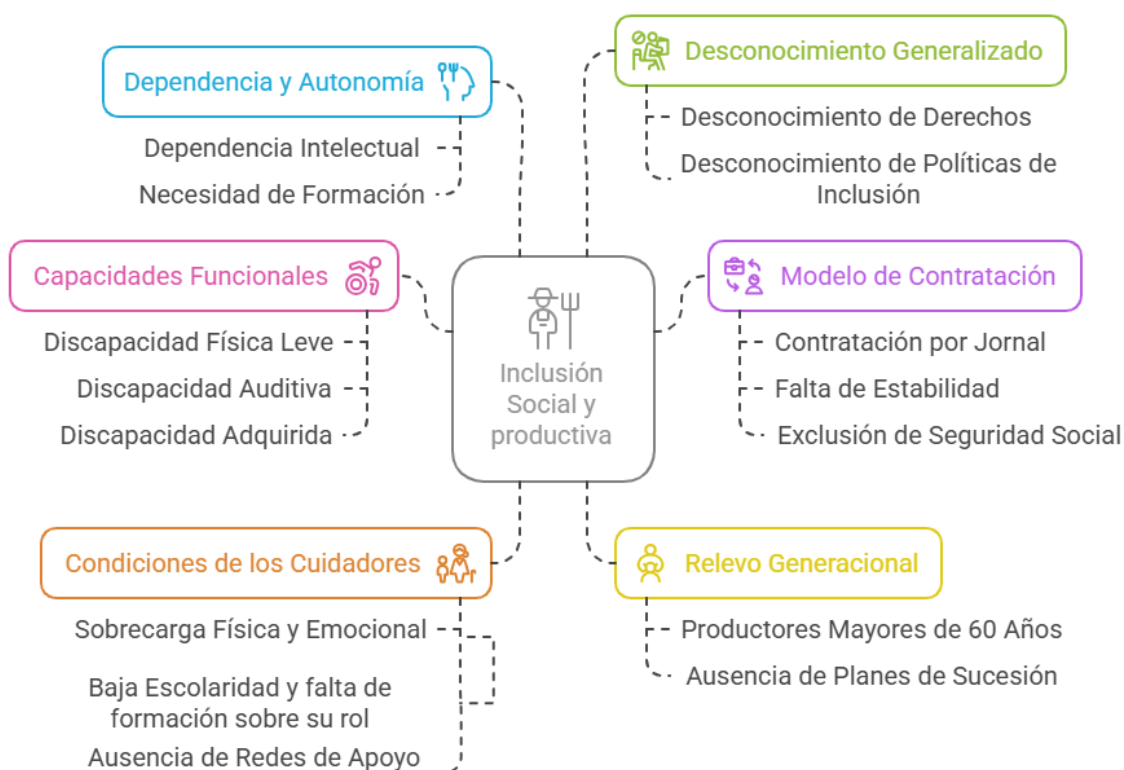 Dependencia y Autonomía
Dependencia Intelectual
Necesidad de Formación
Desconocimiento Generalizado
Desconocimiento de Derechos
Desconocimiento de Políticas de
Inclusión
Capacidades Funcionales
Discapacidad Física Leve
Discapacidad Auditiva
Discapacidad Adquirida
Inclusión
Social y
productiva
Modelo de Contratación
Contratación por Jornal
Falta de Estabilidad
Exclusión de Seguridad Social
Condiciones de los Cuidadores
Sobrecarga Física y Emocional
Baja Escolaridad y falta de
formación sobre su rol
Ausencia de Redes de Apoyo
Relevo Generacional
Productores Mayores de 60 Años
Ausencia de Planes de Sucesión